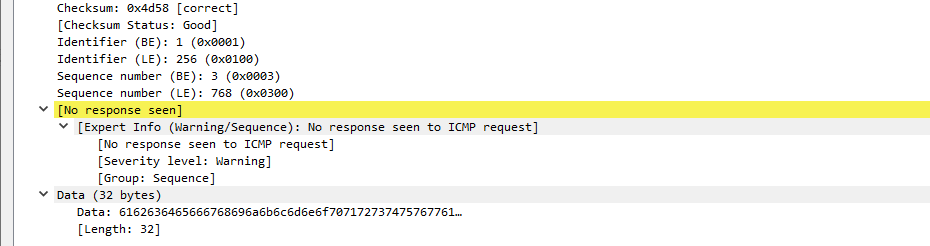 Checksum: 0x4d58 [correct]
[Checksum Status: Good]
Identifier (BE): 1 (0x0001)
Identifier (LE): 256 (0x0100)
Sequence number (BE): 3 (0x0003)
Sequence number (LE): 768 (0x0300)
[No response seen]
[Expert Info (Warning/Sequence): No response seen to ICMP request]
[No response seen to ICMP request]
[Severity level: Warning]
[Group: Sequence]
Data (32 bytes)
Data: 6162636465666768696a6b6c6d6e6f707172737475767761…
[Length: 32]